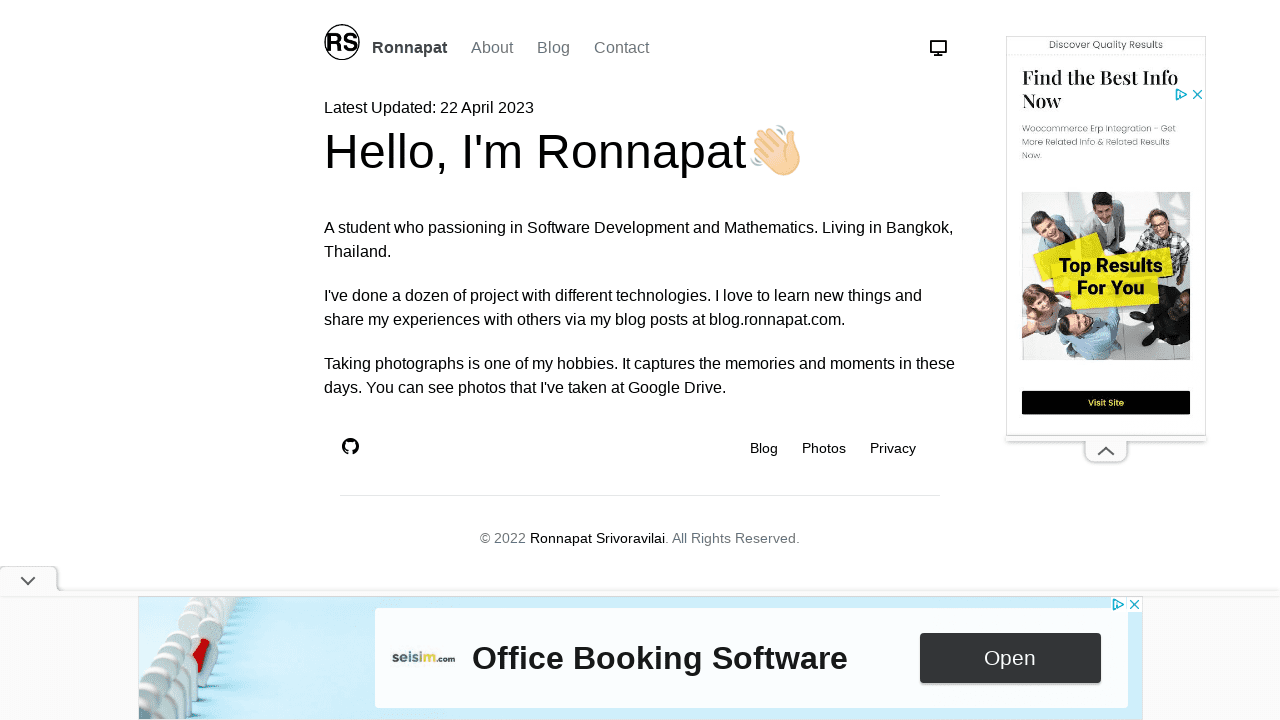 RS Ronnapat About Blog Contact
Latest Updated: 22 April 2023
Hello, I'm Ronnapat
A student who passioning in Software Development and Mathematics. Living in Bangkok,
Thailand.
I've done a dozen of project with different technologies. I love to learn new things and
share my experiences with others via my blog posts at blog.ronnapat.com.
Taking photographs is one of my hobbies. It captures the memories and moments in these
days. You can see photos that I've taken at Google Drive.
Blog Photos Privacy
© 2022 Ronnapat Srivoravilai. All Rights Reserved.
Discover Quality Results
Find the Best Info
Now
Woocommerce Erp Integration - Get
More Related Info & Related Results
Now.
Top Results
For You
Visit Site
seisim.com
Office Booking Software
Open